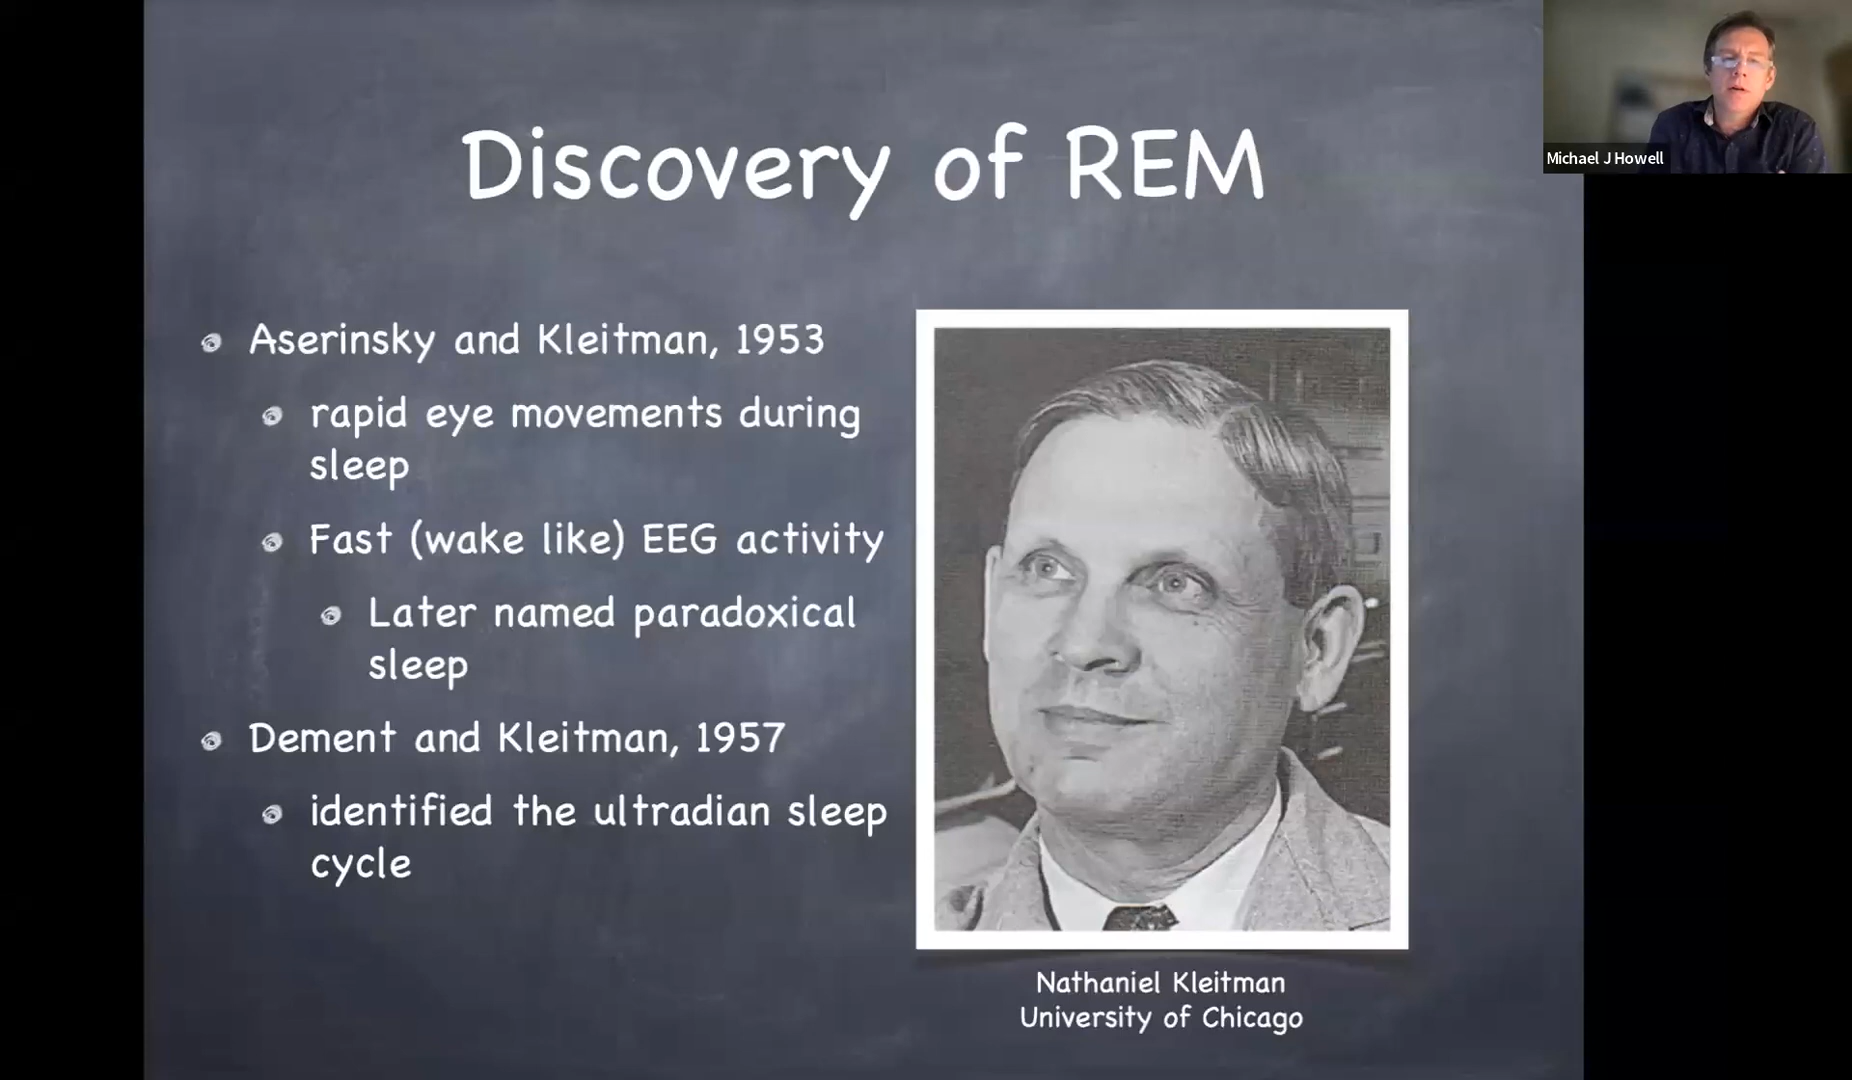 Discovery of REM
Michael J Howell
Aserinsky and Kleitman, 1953
rapid eye movements during
sleep
Fast (wake like) EEG activity
Later named paradoxical
sleep
Dement and Kleitman, 1957
identified the ultradian sleep
cycle
Nathaniel Kleitman
University of Chicago